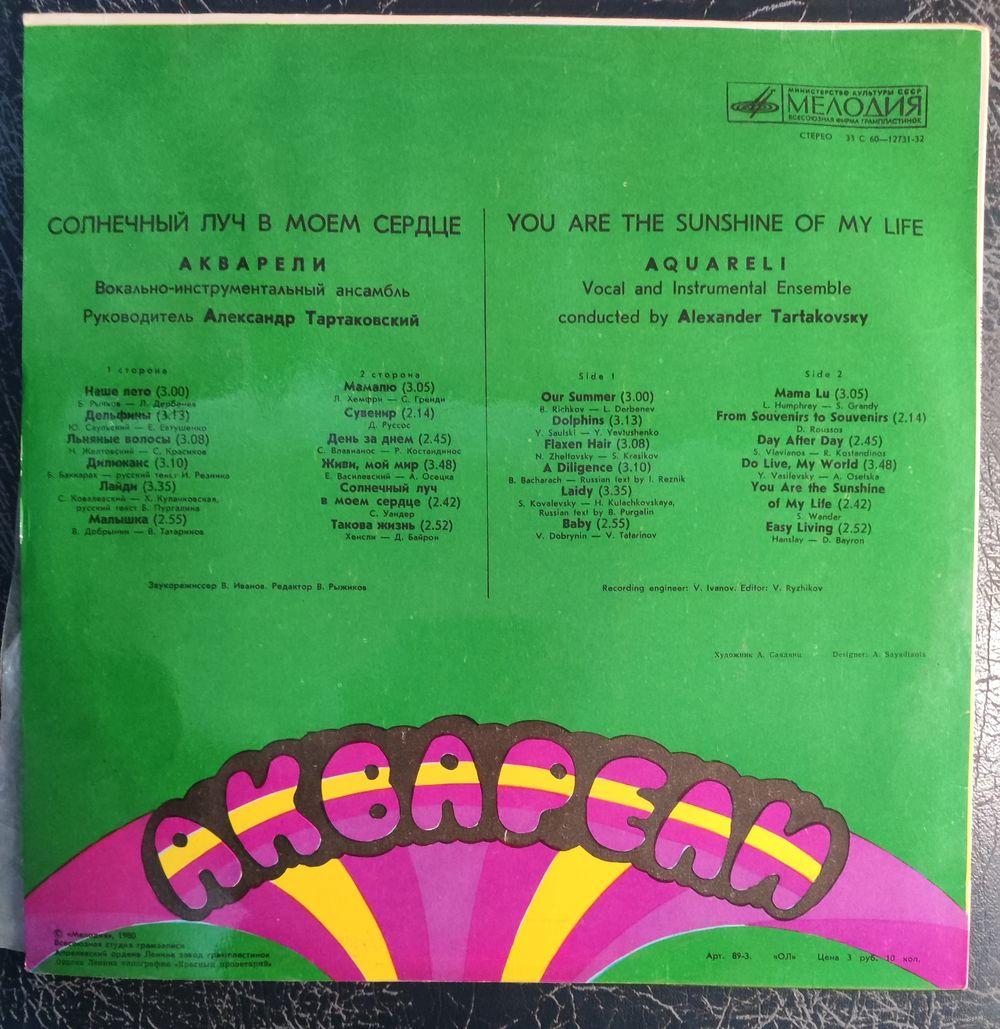 МИНИСТЕРСТВО КУЛЬТУРЫ СССР
МЕЛОДИЯ
ВСЕСОЮЗНАЯ ФИРМА ГРАМПЛАСТИНОК
СТЕРЕО 33 С 60—12731-32
СОЛНЕЧНЫЙ ЛУЧ В МОЕМ СЕРДЦЕ
АКВАРЕЛИ
Вокально-инструментальный ансамбль
Руководитель Александр Тартаковский
1 сторона
Наше лето (3.00)
Б. Рычков — Л. Дербенев
Дельфины (3.13)
Ю. Саульский — Е. Евтушенко
Льняные волосы (3.08)
Н. Желтовский — С. Красиков
Дилижанс (3.10)
Б. Баккарак — русский текст И. Резника
Лайди (3.35)
С. Ковалевский — Х. Кулачковская,
русский текст Б. Пургалина
Малышка (2.55)
В. Добрынин — В. Татаринов
2 сторона
Мамалю (3.05)
Л. Хемфри — С. Гренди
Сувенир (2.14)
Д. Руссос
День за днем (2.45)
С. Влавианос — Р. Костандинос
Живи, мой мир (3.48)
Е. Василевский — А. Осецка
Солнечный луч
в моем сердце (2.42)
С. Уандер
Такова жизнь (2.52)
Хенсли — Д. Байрон
Звукорежиссер В. Иванов. Редактор В. Рыжиков
YOU ARE THE SUNSHINE OF MY LIFE
AQUARELI
Vocal and Instrumental Ensemble
conducted by Alexander Tartakovsky
Side 1
Our Summer (3.00)
B. Richkov — L. Derbenev
Dolphins (3.13)
Y. Saulski — Y. Yevtushenko
Flaxen Hair (3.08)
N. Zheltovsky — S. Krasikov
A Diligence (3.10)
B. Bacharach — Russian text by I. Reznik
Laidy (3.35)
S. Kovalevsky — H. Kulachkovskaya,
Russian text by B. Purgalin
Baby (2.55)
V. Dobrynin — V. Tatarinov
Side 2
Mama Lu (3.05)
L. Humphray — S. Grandy
From Souvenirs to Souvenirs (2.14)
D. Roussos
Day After Day (2.45)
S. Vlavianos — R. Kostandinos
Do Live, My World (3.48)
Y. Vasilevsky — A. Osetska
You Are the Sunshine
of My Life (2.42)
S. Wander
Easy Living (2.52)
Hanslay — D. Bayron
Recording engineer: V. Ivanov. Editor: V. Ryzhikov
Художник А. Саядянц Designer: A. Sayadiants
АКВАРЕЛИ
© «Мелодия», 1980
Всесоюзная студия грамзаписи
Апрелевский ордена Ленина завод грампластинок
Ордена Ленина типография «Красный пролетарий»
Арт. 89-3. «ОЛ» Цена 3 руб. 10 коп.